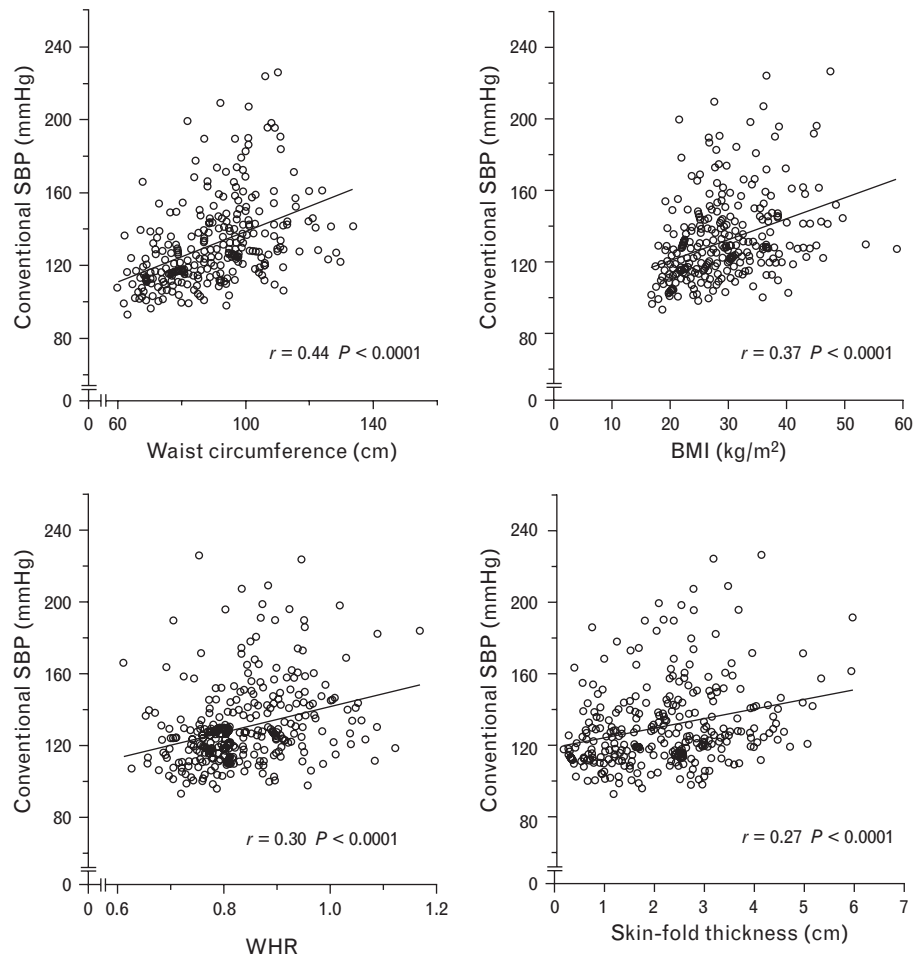 Conventional SBP (mmHg)
240
200
160
120
80
0
0 60 80 100 140
Waist circumference (cm)
r = 0.44 P < 0.0001
Conventional SBP (mmHg)
240
200
160
120
80
0
0 10 20 30 40 50 60
BMI (kg/m²)
r = 0.37 P < 0.0001
Conventional SBP (mmHg)
240
200
160
120
80
0
0 0.6 0.8 1.0 1.2
WHR
r = 0.30 P < 0.0001
Conventional SBP (mmHg)
240
200
160
120
80
0
0 1 2 3 4 5 6 7
Skin-fold thickness (cm)
r = 0.27 P < 0.0001